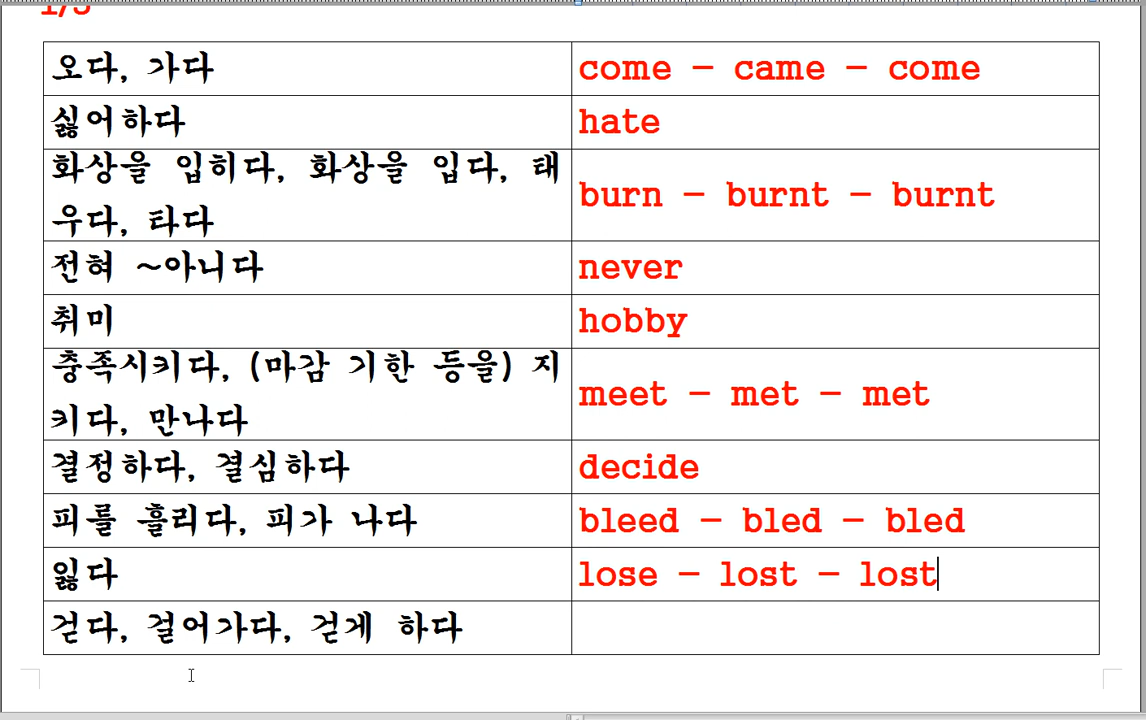 1/3
오다, 가다
come - came - come
싫어하다
hate
화상을 입히다, 화상을 입다, 태
우다, 타다
burn - burnt - burnt
전혀 ~아니다
never
취미
hobby
충족시키다, (마감 기한 등을) 지
키다, 만나다
meet - met - met
결정하다, 결심하다
decide
피를 흘리다, 피가 나다
bleed - bled - bled
잃다
lose - lost - lost
걷다, 걸어가다, 걷게 하다